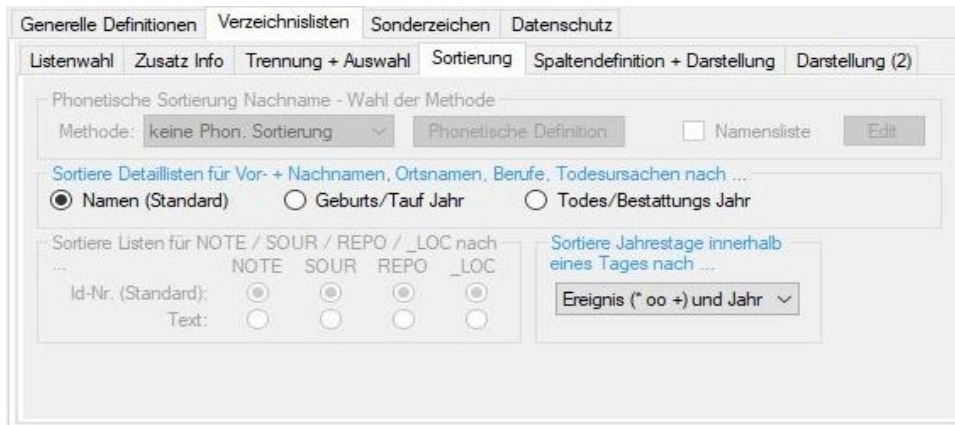 Generelle Definitionen Verzeichnislisten Sonderzeichen Datenschutz
Listenwahl Zusatz Info Trennung + Auswahl Sortierung Spaltendefinition + Darstellung Darstellung (2)
Phonetische Sortierung Nachname - Wahl der Methode
Methode: keine Phon. Sortierung Phonetische Definition Namensliste Edit
Sortiere Detaillisten für Vor- + Nachnamen, Ortsnamen, Berufe, Todesursachen nach ...
Namen (Standard) Geburts/Tauf Jahr Todes/Bestattungs Jahr
Sortiere Listen für NOTE / SOUR / REPO / _LOC nach
...
NOTE SOUR REPO _LOC
Id-Nr. (Standard):
Text:
Sortiere Jahrestage innerhalb
eines Tages nach ...
Ereignis (* oo +) und Jahr